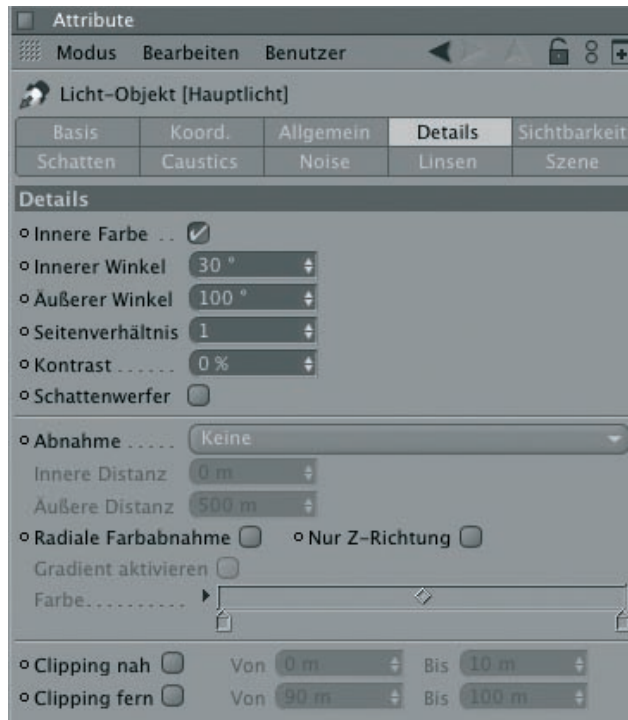 Attribute
Modus Bearbeiten Benutzer
Licht-Objekt [Hauptlicht]
Basis Koord. Allgemein Details Sichtbarkeit
Schatten Caustics Noise Linsen Szene
Details
Innere Farbe . .
Innerer Winkel 30 °
Äußerer Winkel 100 °
Seitenverhältnis 1
Kontrast . . . . . . 0 %
Schattenwerfer
Abnahme . . . . . Keine
Innere Distanz 0 m
Äußere Distanz 500 m
Radiale Farbabnahme Nur Z-Richtung
Gradient aktivieren
Farbe. . . . . . . . . .
Clipping nah Von 0 m Bis 10 m
Clipping fern Von 90 m Bis 100 m